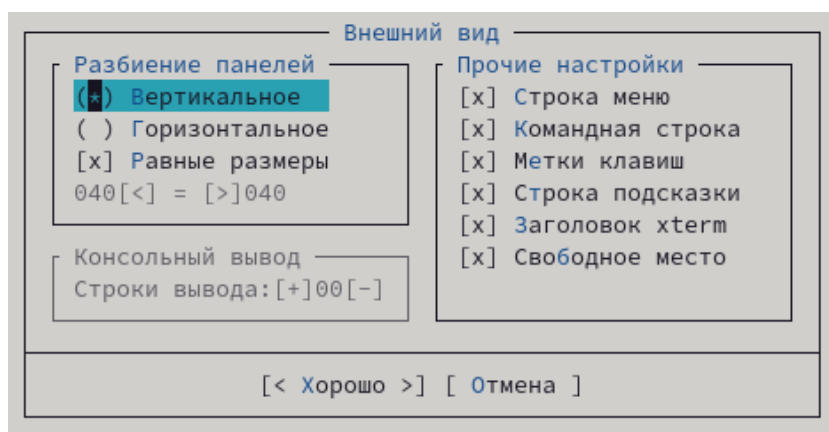 Внешний вид
Разбиение панелей
(*) Вертикальное
( ) Горизонтальное
[x] Равные размеры
040[<] = [>]040
Консольный вывод
Строки вывода:[+]00[-]
Прочие настройки
[x] Строка меню
[x] Командная строка
[x] Метки клавиш
[x] Строка подсказки
[x] Заголовок xterm
[x] Свободное место
[< Хорошо >] [ Отмена ]